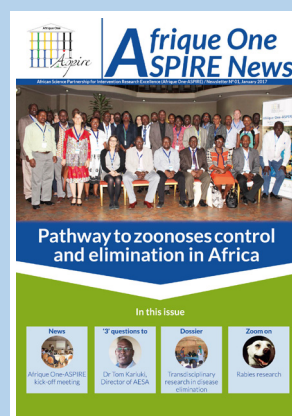 Afrique One
Aspire
Afrique One
ASPIRE News
African Science Partnership for Intervention Research Excellence (Afrique One-ASPIRE) / Newsletter N° 01, January 2017
Pathway to zoonoses control
and elimination in Africa
In this issue
News
Afrique One-ASPIRE
kick-off meeting
'3' questions to
Dr Tom Kariuki,
Director of AESA
Dossier
Transdisciplinary
research in disease
elimination
Zoom on
Rabies research